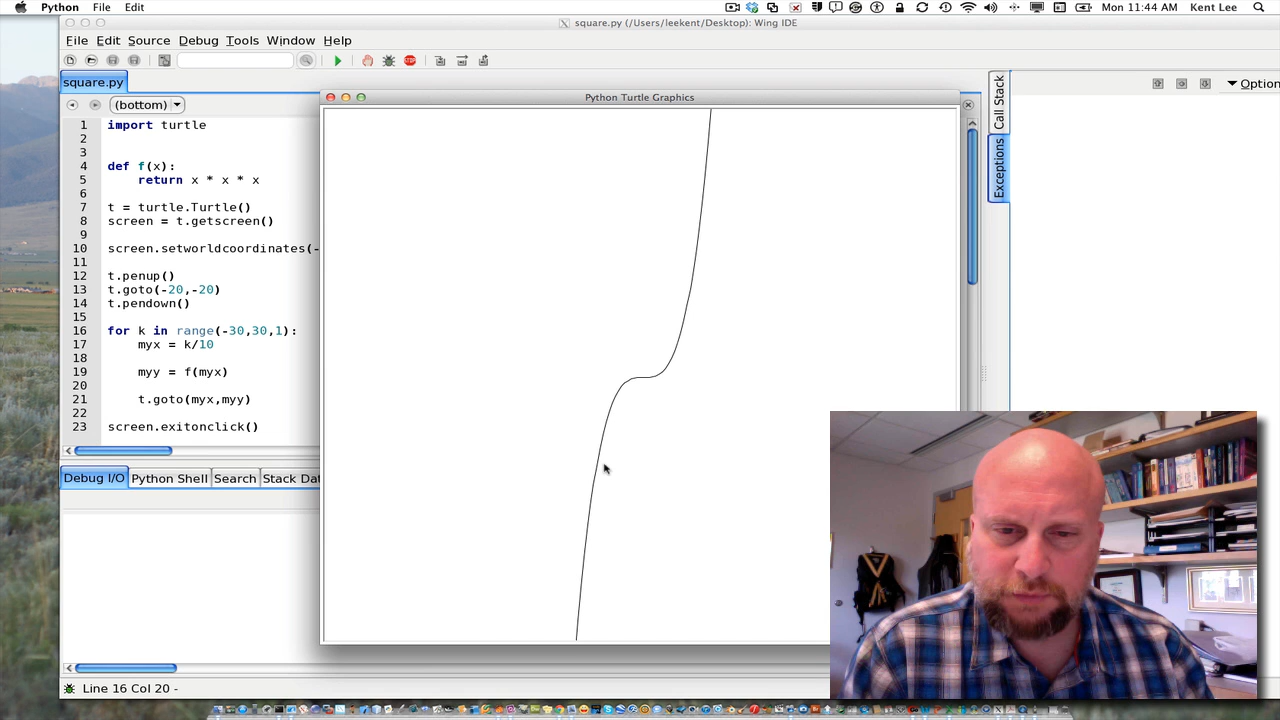 Python File Edit Mon 11:44 AM Kent Lee
square.py (/Users/leekent/Desktop): Wing IDE
File Edit Source Debug Tools Window Help
STOP
square.py
Option
(bottom)
Python Turtle Graphics
Call Stack
Exceptions
1 import turtle
2
3
4 def f(x):
5 return x * x * x
6
7 t = turtle.Turtle()
8 screen = t.getscreen()
9
10 screen.setworldcoordinates(-
11
12 t.penup()
13 t.goto(-20,-20)
14 t.pendown()
15
16 for k in range(-30,30,1):
17 myx = k/10
18
19 myy = f(myx)
20
21 t.goto(myx,myy)
22
23 screen.exitonclick()
Debug I/O Python Shell Search Stack Dat
Line 16 Col 20 -